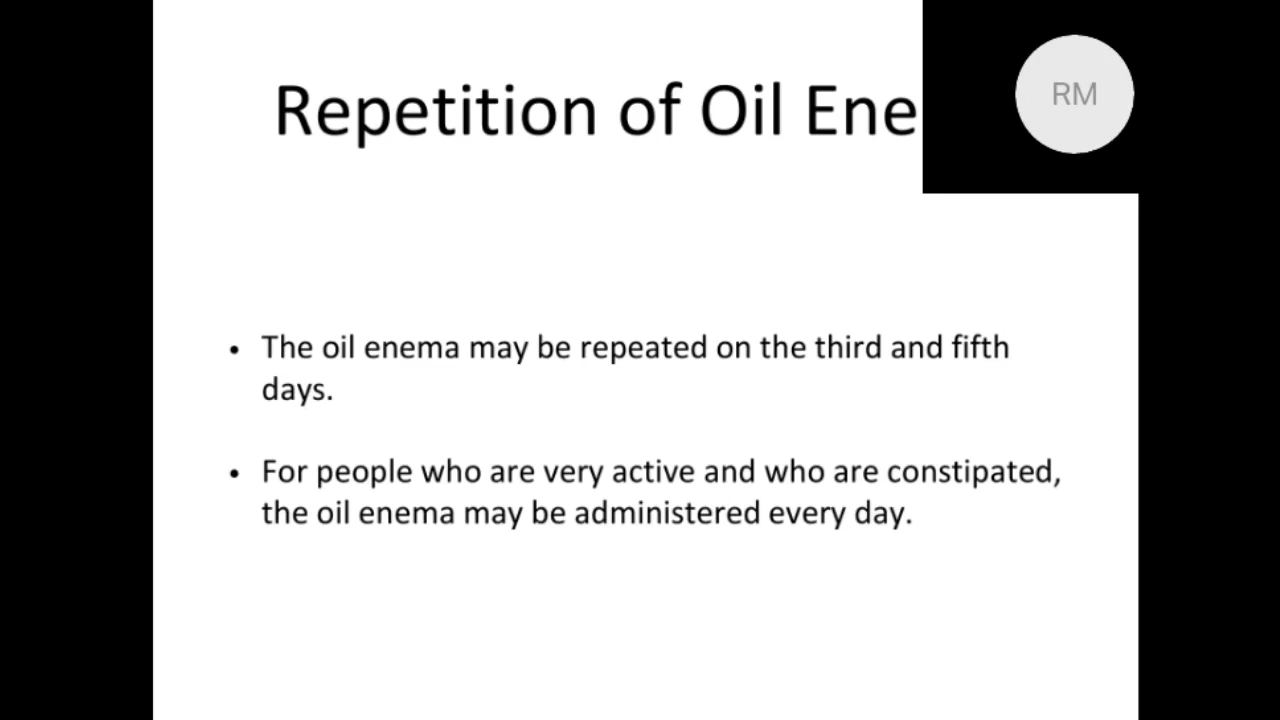 Repetition of Oil Ene
RM
• The oil enema may be repeated on the third and fifth
days.
• For people who are very active and who are constipated,
the oil enema may be administered every day.